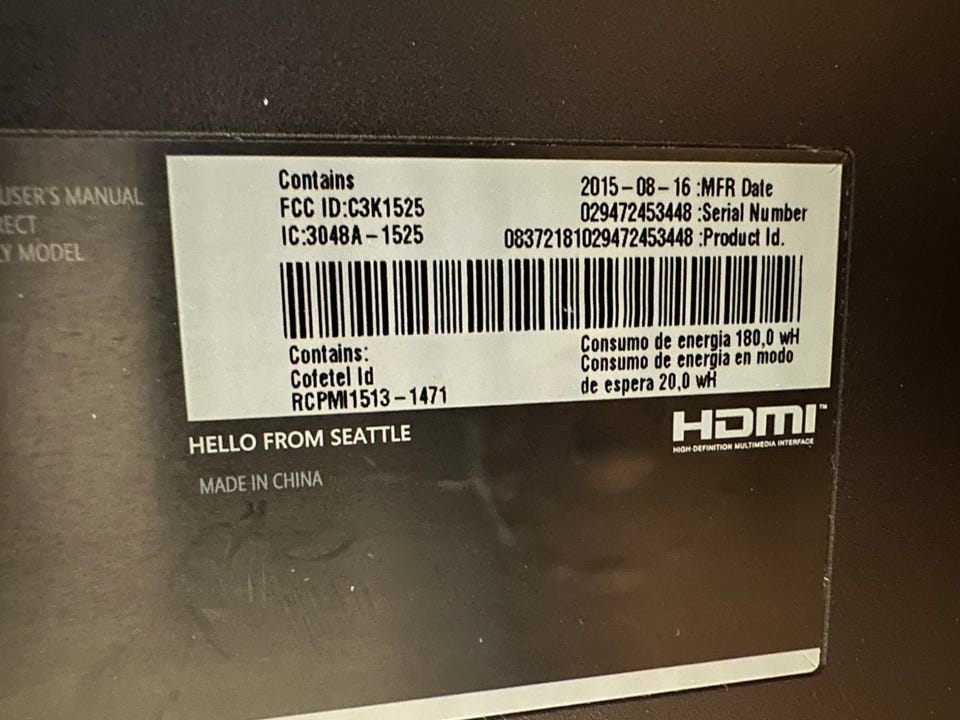 USER'S MANUAL
RECT
Y MODEL
Contains
FCC ID:C3K1525
IC:3048A-1525
2015-08-16 :MFR Date
029472453448 :Serial Number
08372181029472453448 :Product Id.
Contains:
Cofetel Id
RCPMI1513-1471
Consumo de energia 180,0 wH
Consumo de energia en modo
de espera 20,0 wH
HELLO FROM SEATTLE
MADE IN CHINA
HDMI™
HIGH-DEFINITION MULTIMEDIA INTERFACE